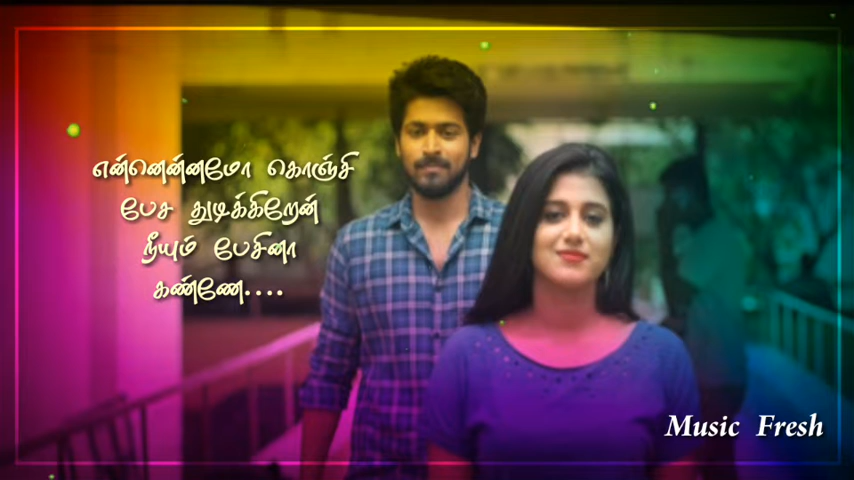 என்னென்னமோ கொஞ்சி
பேச துடிக்கிறேன்
நீயும் பேசினா
கண்ணே....
Music Fresh